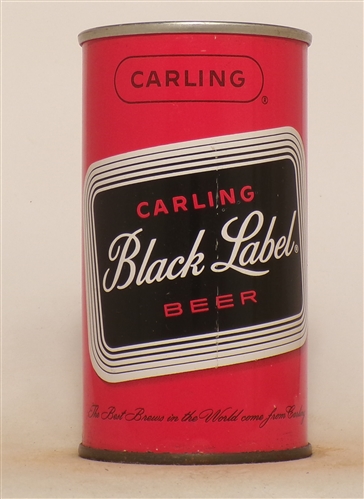 CARLING
®
CARLING
Black Label®
BEER
The Best Brews in the World come from Carling